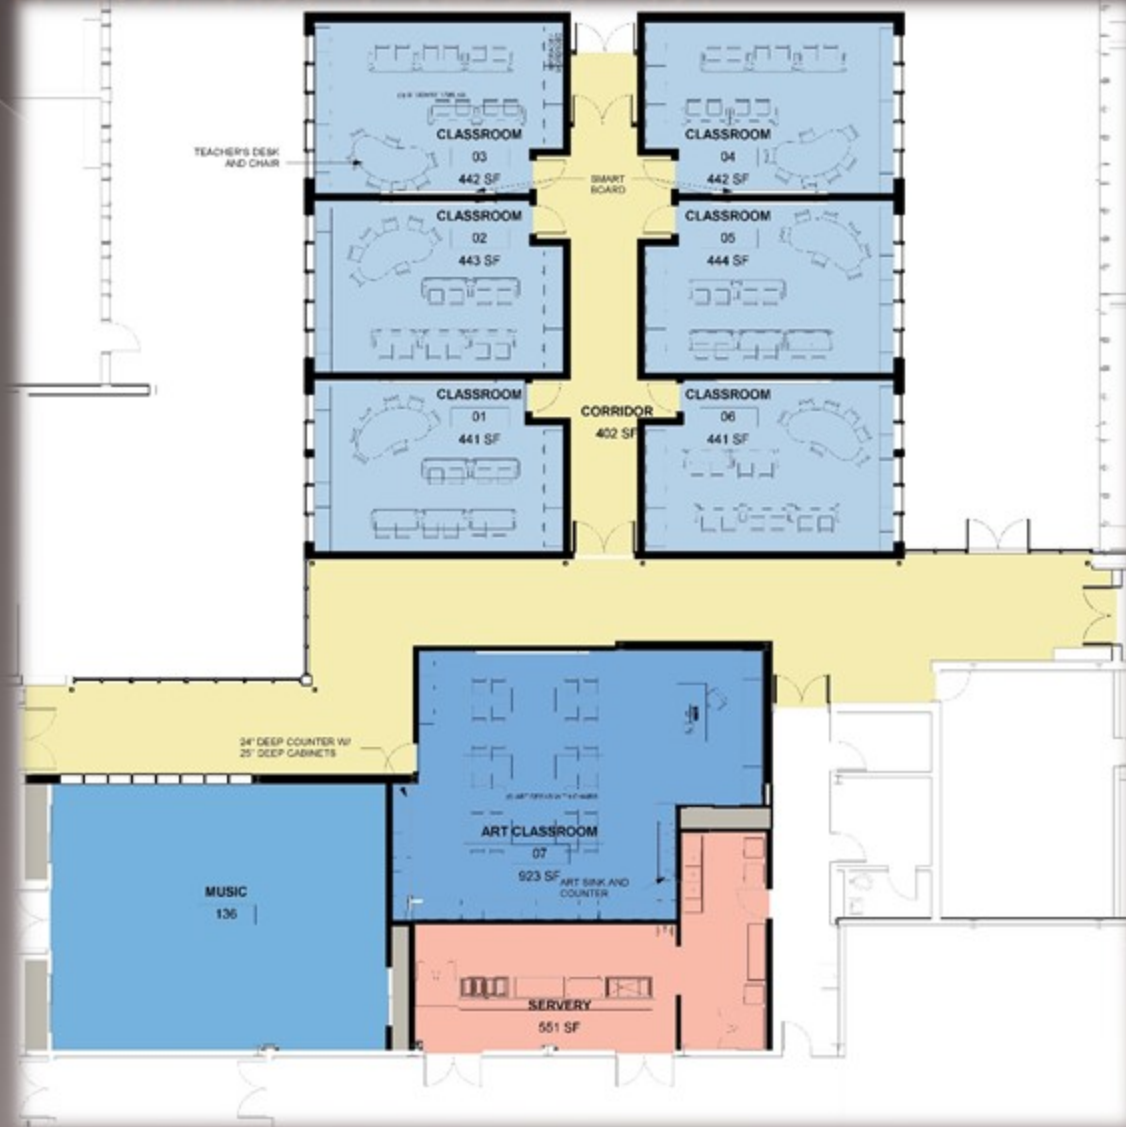 CLASSROOM
03
442 SF
CLASSROOM
04
442 SF
TEACHER'S DESK
AND CHAIR
SMART
BOARD
CLASSROOM
02
443 SF
CLASSROOM
05
444 SF
CLASSROOM
01
441 SF
CORRIDOR
402 SF
CLASSROOM
06
441 SF
24" DEEP COUNTER W/
25" DEEP CABINETS
ART CLASSROOM
07
923 SF
ART SINK AND
COUNTER
MUSIC
136
SERVERY
551 SF